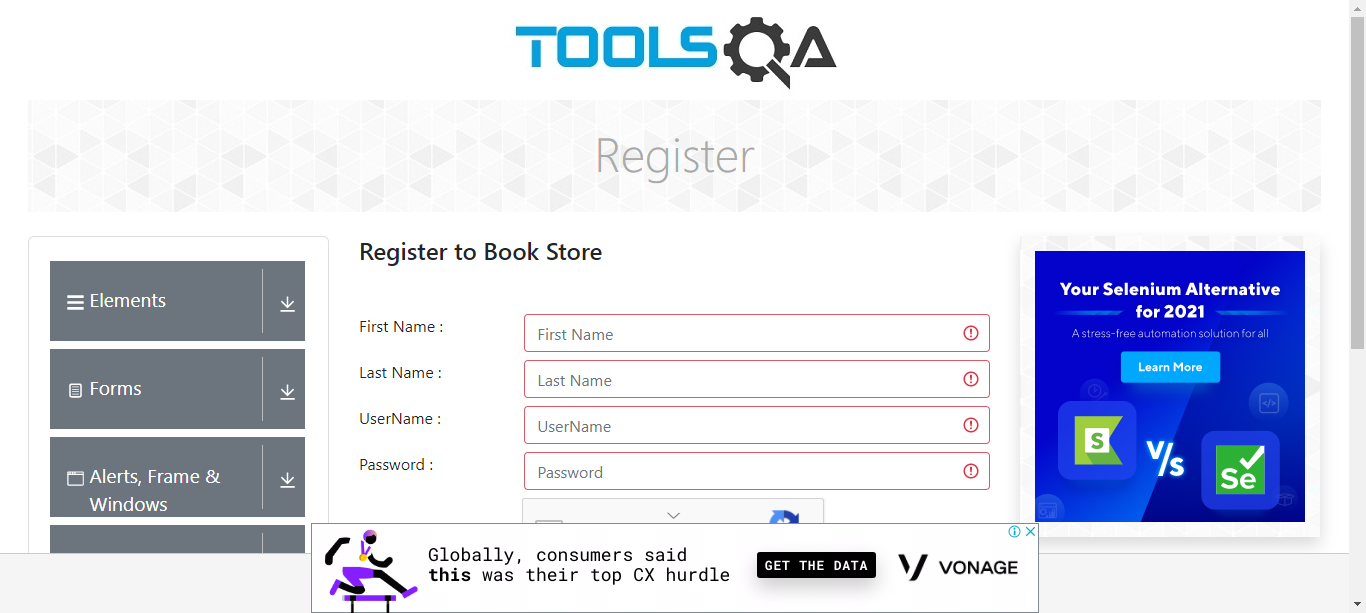 TOOLSQA
Register
Elements
Forms
Alerts, Frame &
Windows
Register to Book Store
First Name :
First Name
Last Name :
Last Name
UserName :
UserName
Password :
Password
Your Selenium Alternative
for 2021
A stress-free automation solution for all
Learn More
S
V/s
Se
Globally, consumers said
this was their top CX hurdle
GET THE DATA
VONAGE